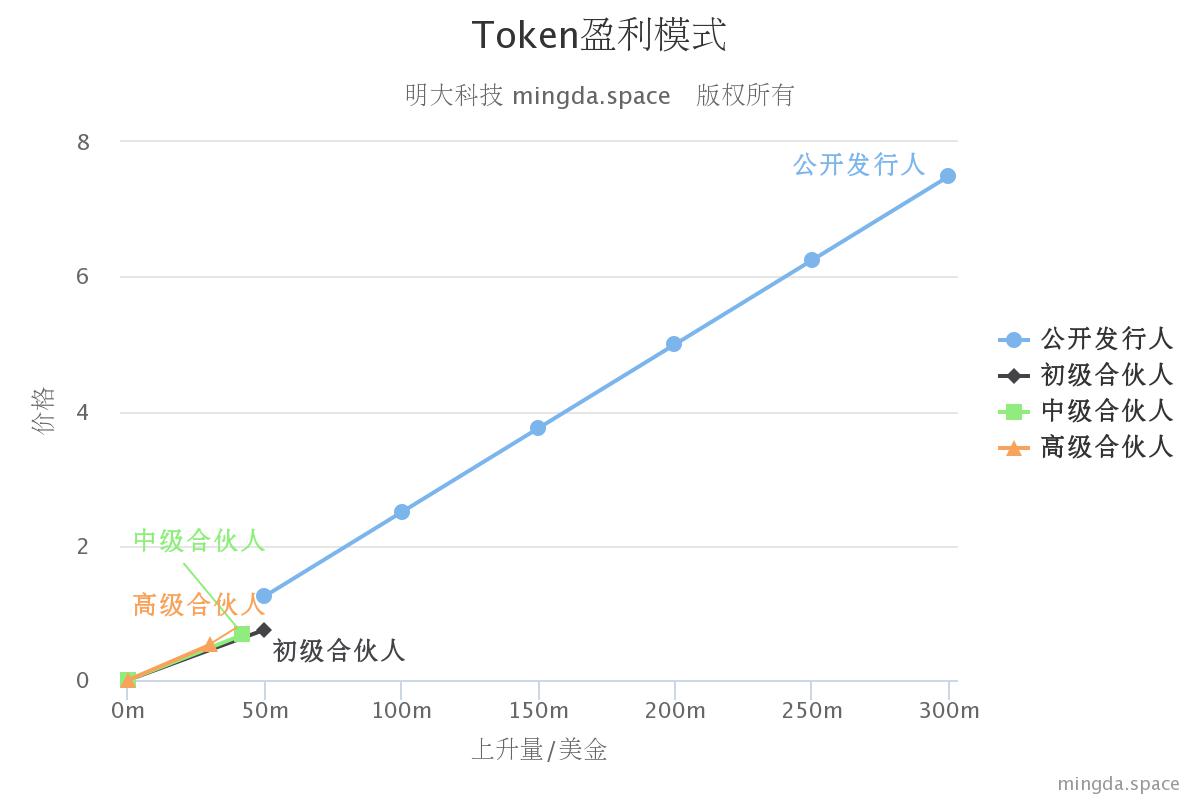 Token盈利模式
明大科技 mingda.space 版权所有
8
6
4
2
0
价格
公开发行人
中级合伙人
高级合伙人
初级合伙人
0m
50m
100m
150m
200m
250m
300m
上升量/美金
公开发行人
初级合伙人
中级合伙人
高级合伙人
mingda.space